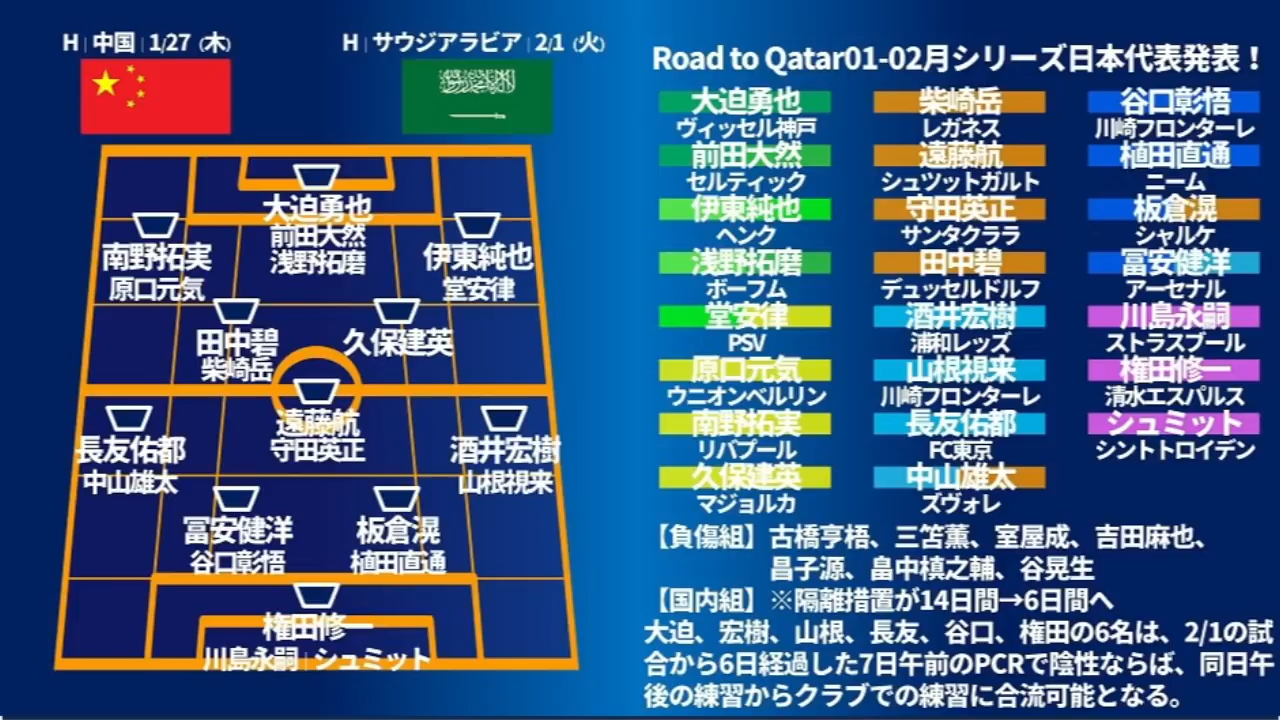 H | 中国 | 1/27（木）
H | サウジアラビア | 2/1（火）
大迫勇也
前田大然
浅野拓磨
南野拓実
原口元気
伊東純也
堂安律
田中碧
柴崎岳
久保建英
遠藤航
守田英正
長友佑都
中山雄太
酒井宏樹
山根視来
冨安健洋
谷口彰悟
板倉滉
植田直通
権田修一
川島永嗣 | シュミット
Road to Qatar01-02月シリーズ日本代表発表！
大迫勇也
ヴィッセル神戸
前田大然
セルティック
伊東純也
ヘンク
浅野拓磨
ボーフム
堂安律
PSV
原口元気
ウニオンベルリン
南野拓実
リバプール
久保建英
マジョルカ
柴崎岳
レガネス
遠藤航
シュツットガルト
守田英正
サンタクララ
田中碧
デュッセルドルフ
酒井宏樹
浦和レッズ
山根視来
川崎フロンターレ
長友佑都
FC東京
中山雄太
ズヴォレ
谷口彰悟
川崎フロンターレ
植田直通
ニーム
板倉滉
シャルケ
冨安健洋
アーセナル
川島永嗣
ストラスブール
権田修一
清水エスパルス
シュミット
シントトロイデン
【負傷組】古橋亨梧、三笘薫、室屋成、吉田麻也、
昌子源、畠中槙之輔、谷晃生
【国内組】※隔離措置が14日間→6日間へ
大迫、宏樹、山根、長友、谷口、権田の6名は、2/1の試
合から6日経過した7日午前のPCRで陰性ならば、同日午
後の練習からクラブでの練習に合流可能となる。